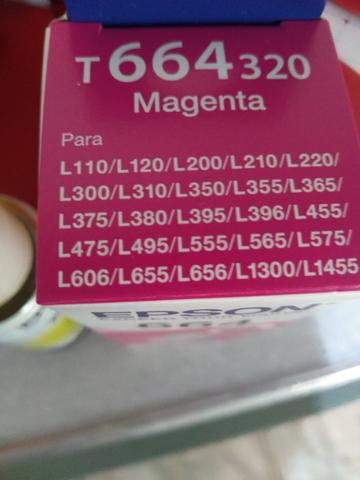 T664320
Magenta
Para
L110/L120/L200/L210/L220/
L300/L310/L350/L355/L365/
L375/L380/L395/L396/L455/
L475/L495/L555/L565/L575/
L606/L655/L656/L1300/L1455
EPSON
664